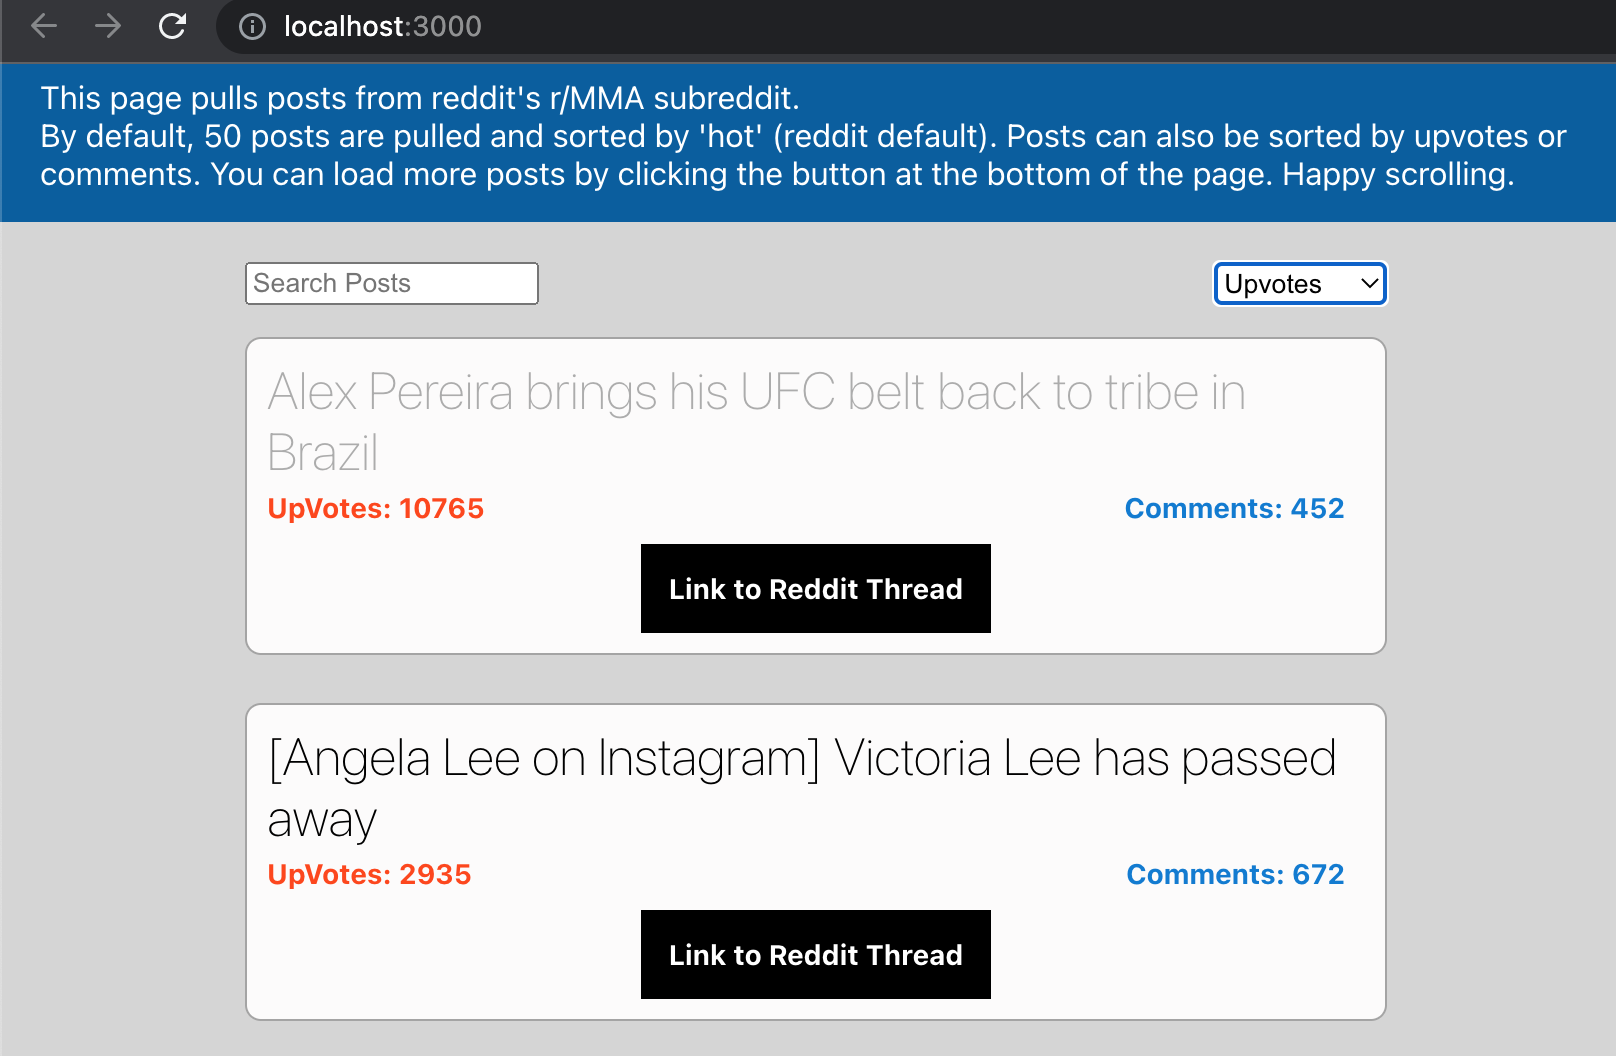 localhost:3000
This page pulls posts from reddit's r/MMA subreddit.
By default, 50 posts are pulled and sorted by 'hot' (reddit default). Posts can also be sorted by upvotes or
comments. You can load more posts by clicking the button at the bottom of the page. Happy scrolling.
Search Posts
Upvotes
Alex Pereira brings his UFC belt back to tribe in
Brazil
UpVotes: 10765
Comments: 452
Link to Reddit Thread
[Angela Lee on Instagram] Victoria Lee has passed
away
UpVotes: 2935
Comments: 672
Link to Reddit Thread